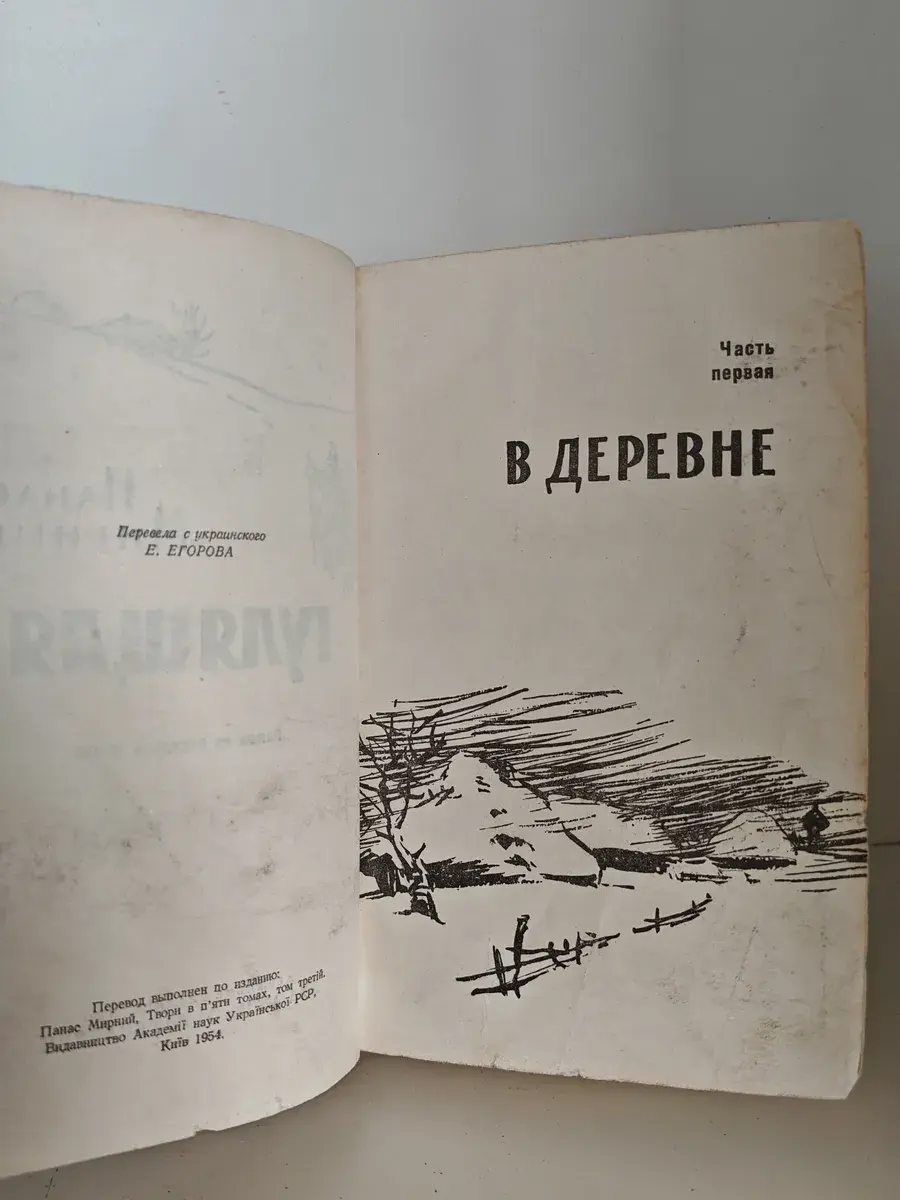 Перевела с украинского
Е. ЕГОРОВА
ГУЛЯЩАЯ
Перевод выполнен по изданию:
Панас Мирний, Твори в п'яти томах, том третій.
Видавництво Академії наук Української РСР,
Київ 1954.
Часть
первая
В ДЕРЕВНЕ